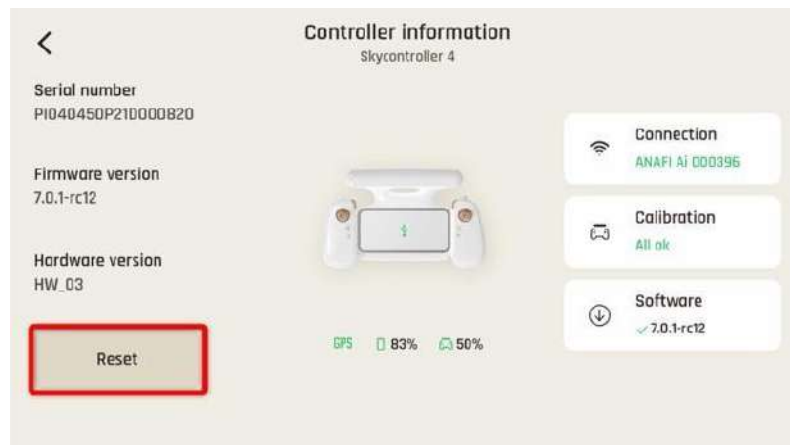 Controller information
Skycontroller 4
Serial number
PI040450P21D000820
Firmware version
7.0.1-rc12
Hardware version
HW_03
Reset
GPS 83% 50%
Connection
ANAFI Ai 000396
Calibration
All ok
Software
7.0.1-rc12